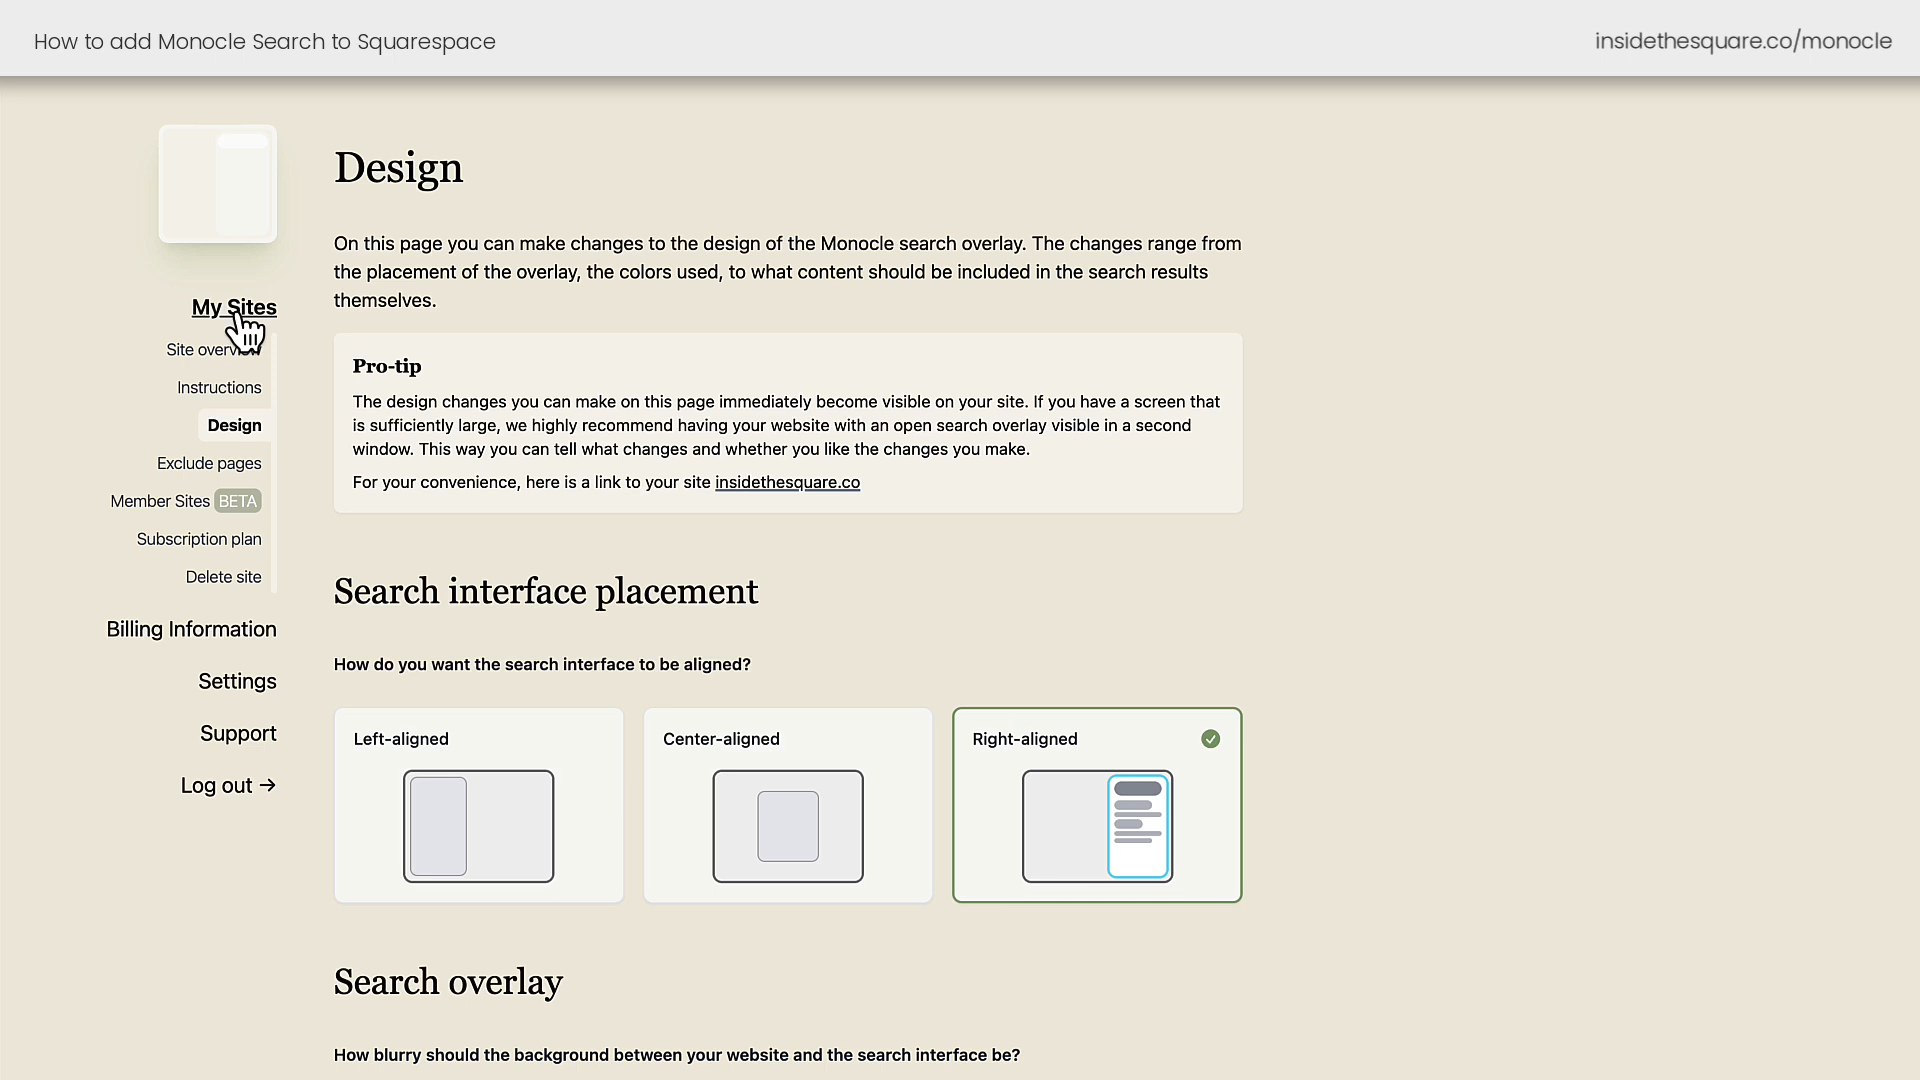 How to add Monocle Search to Squarespace
insidethesquare.co/monocle
My Sites
Instructions
Design
Exclude pages
Member Sites BETA
Subscription plan
Delete site
Billing Information
Settings
Support
Log out →
Design
On this page you can make changes to the design of the Monocle search overlay. The changes range from
the placement of the overlay, the colors used, to what content should be included in the search results
themselves.
Pro-tip
The design changes you can make on this page immediately become visible on your site. If you have a screen that
is sufficiently large, we highly recommend having your website with an open search overlay visible in a second
window. This way you can tell what changes and whether you like the changes you make.
For your convenience, here is a link to your site insidethesquare.co
Search interface placement
How do you want the search interface to be aligned?
Left-aligned
Center-aligned
Right-aligned
Search overlay
How blurry should the background between your website and the search interface be?